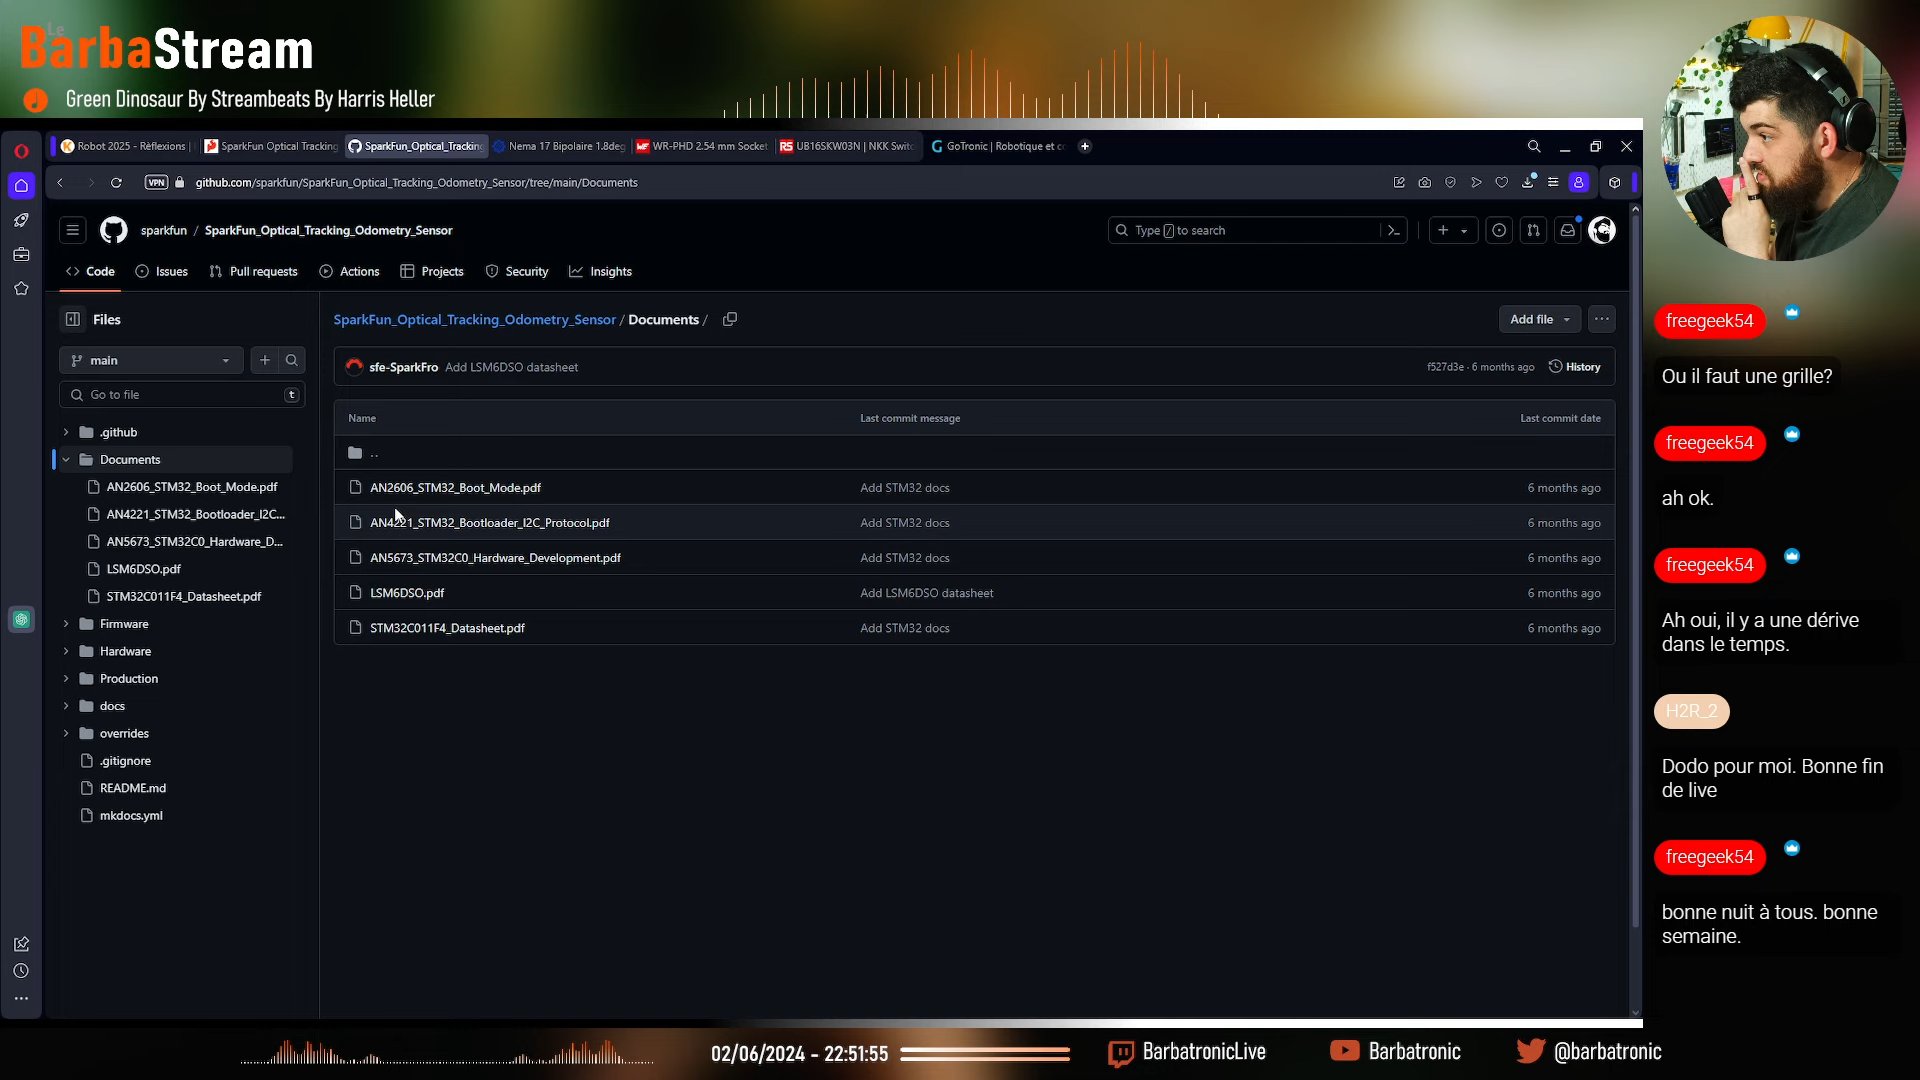 Le
BarbaStream
Green Dinosaur By Streambeats By Harris Heller
Robot 2025 - Réflexions |
SparkFun Optical Tracking
SparkFun_Optical_Tracking
Nema 17 Bipolaire 1.8deg
WR-PHD 2.54 mm Socket
UB16SKW03N | NKK Switc
GoTronic | Robotique et co
VPN
github.com/sparkfun/SparkFun_Optical_Tracking_Odometry_Sensor/tree/main/Documents
sparkfun / SparkFun_Optical_Tracking_Odometry_Sensor
Type / to search
Code
Issues
Pull requests
Actions
Projects
Security
Insights
Files
main
Go to file
t
.github
Documents
AN2606_STM32_Boot_Mode.pdf
AN4221_STM32_Bootloader_I2C...
AN5673_STM32C0_Hardware_D...
LSM6DSO.pdf
STM32C011F4_Datasheet.pdf
Firmware
Hardware
Production
docs
overrides
.gitignore
README.md
mkdocs.yml
SparkFun_Optical_Tracking_Odometry_Sensor / Documents /
Add file
sfe-SparkFro Add LSM6DSO datasheet
f527d3e · 6 months ago
History
Name Last commit message Last commit date
..
AN2606_STM32_Boot_Mode.pdf Add STM32 docs 6 months ago
AN4221_STM32_Bootloader_I2C_Protocol.pdf Add STM32 docs 6 months ago
AN5673_STM32C0_Hardware_Development.pdf Add STM32 docs 6 months ago
LSM6DSO.pdf Add LSM6DSO datasheet 6 months ago
STM32C011F4_Datasheet.pdf Add STM32 docs 6 months ago
freegeek54
Ou il faut une grille?
freegeek54
ah ok.
freegeek54
Ah oui, il y a une dérive
dans le temps.
H2R_2
Dodo pour moi. Bonne fin
de live
freegeek54
bonne nuit à tous. bonne
semaine.
02/06/2024 - 22:51:55
BarbatronicLive
Barbatronic
@barbatronic